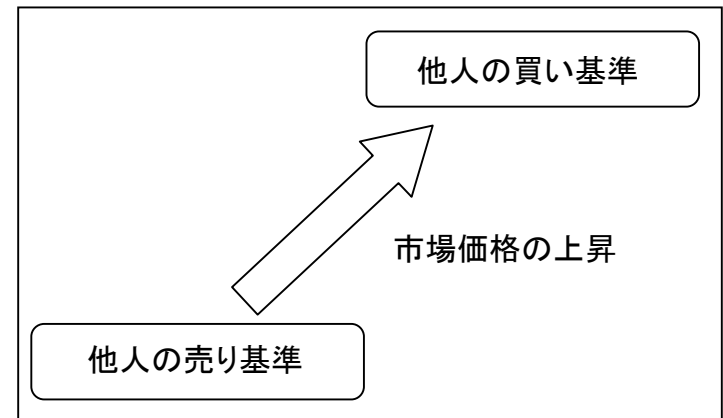 他人の買い基準
市場価格の上昇
他人の売り基準